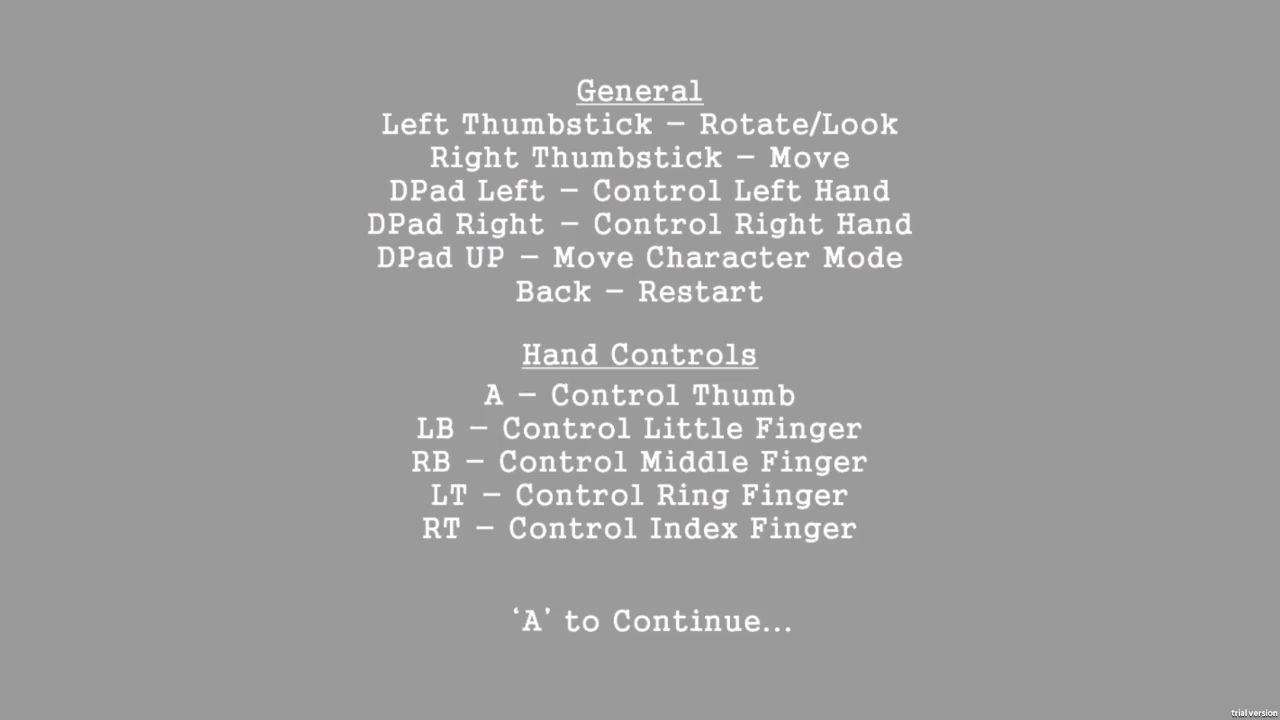 General
Left Thumbstick – Rotate/Look
Right Thumbstick – Move
DPad Left – Control Left Hand
DPad Right – Control Right Hand
DPad UP – Move Character Mode
Back – Restart
Hand Controls
A – Control Thumb
LB – Control Little Finger
RB – Control Middle Finger
LT – Control Ring Finger
RT – Control Index Finger
‘A’ to Continue...
trial version